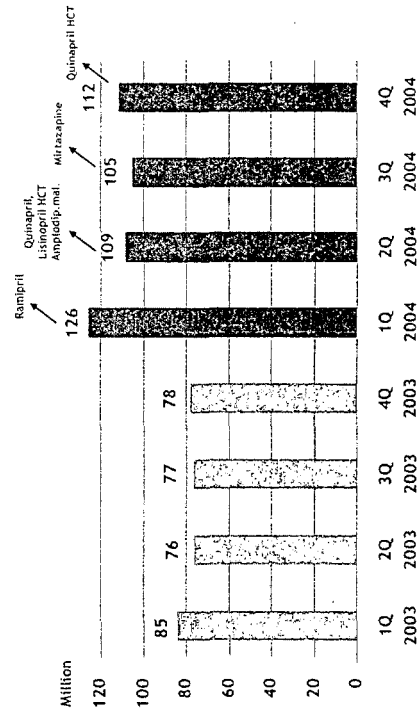 Million
120
100
80
60
40
20
0
85
76
77
78
126
109
105
112
Ramipril
Quinapril,
Lisinopril HCT
Amplodip.mal.
Mirtazapine
Quinapril HCT
1Q
2003
2Q
2003
3Q
2003
4Q
2003
1Q
2004
2Q
2004
3Q
2004
4Q
2004